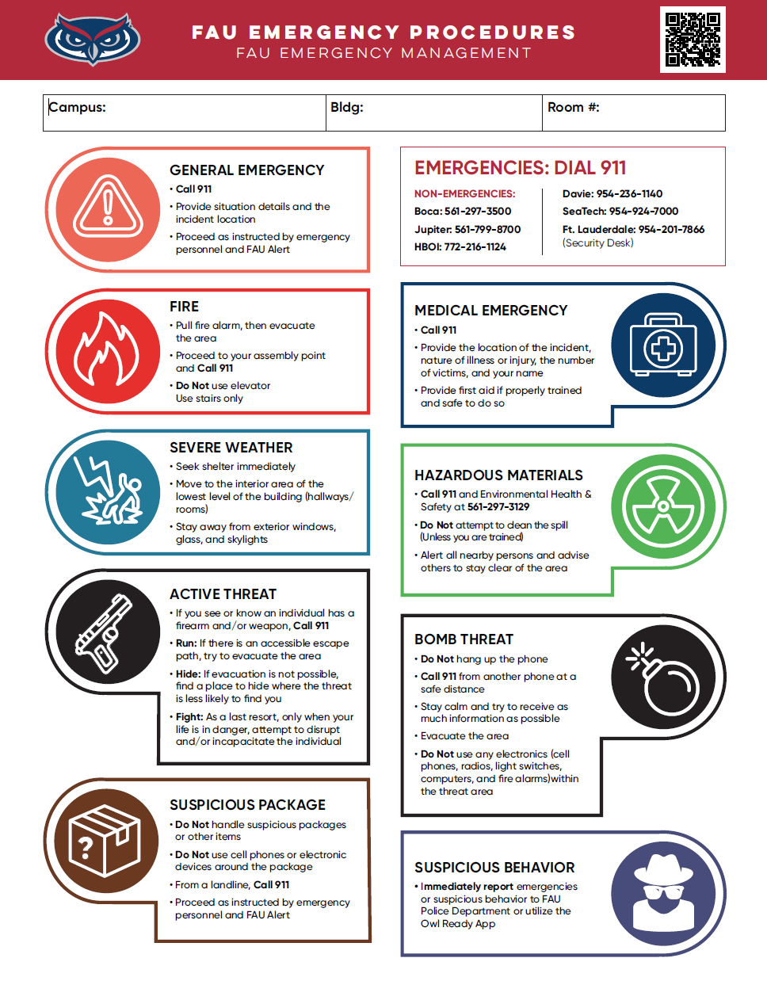 FAU EMERGENCY PROCEDURES
FAU EMERGENCY MANAGEMENT
Campus:
Bldg:
Room #:
GENERAL EMERGENCY
• Call 911
• Provide situation details and the
incident location
• Proceed as instructed by emergency
personnel and FAU Alert
FIRE
• Pull fire alarm, then evacuate
the area
• Proceed to your assembly point
and Call 911
• Do Not use elevator
Use stairs only
SEVERE WEATHER
• Seek shelter immediately
• Move to the interior area of the
lowest level of the building (hallways/
rooms)
• Stay away from exterior windows,
glass, and skylights
ACTIVE THREAT
• If you see or know an individual has a
firearm and/or weapon, Call 911
• Run: If there is an accessible escape
path, try to evacuate the area
• Hide: If evacuation is not possible,
find a place to hide where the threat
is less likely to find you
• Fight: As a last resort, only when your
life is in danger, attempt to disrupt
and/or incapacitate the individual
?
SUSPICIOUS PACKAGE
• Do Not handle suspicious packages
or other items
• Do Not use cell phones or electronic
devices around the package
• From a landline, Call 911
• Proceed as instructed by emergency
personnel and FAU Alert
EMERGENCIES: DIAL 911
NON-EMERGENCIES:
Boca: 561-297-3500
Jupiter: 561-799-8700
HBOI: 772-216-1124
Davie: 954-236-1140
SeaTech: 954-924-7000
Ft. Lauderdale: 954-201-7866
(Security Desk)
MEDICAL EMERGENCY
• Call 911
• Provide the location of the incident,
nature of illness or injury, the number
of victims, and your name
• Provide first aid if properly trained
and safe to do so
HAZARDOUS MATERIALS
• Call 911 and Environmental Health &
Safety at 561-297-3129
• Do Not attempt to clean the spill
(Unless you are trained)
• Alert all nearby persons and advise
others to stay clear of the area
BOMB THREAT
• Do Not hang up the phone
• Call 911 from another phone at a
safe distance
• Stay calm and try to receive as
much information as possible
• Evacuate the area
• Do Not use any electronics (cell
phones, radios, light switches,
computers, and fire alarms)within
the threat area
SUSPICIOUS BEHAVIOR
• Immediately report emergencies
or suspicious behavior to FAU
Police Department or utilize the
Owl Ready App